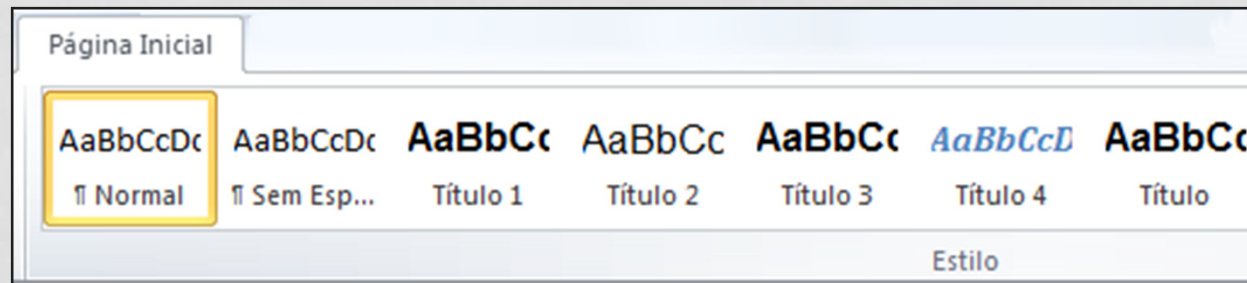 Página Inicial
AaBbCcDc AaBbCcDc AaBbCc AaBbCc AaBbCc AaBbCcD AaBbCc
¶ Normal ¶ Sem Esp... Título 1 Título 2 Título 3 Título 4 Título
Estilo